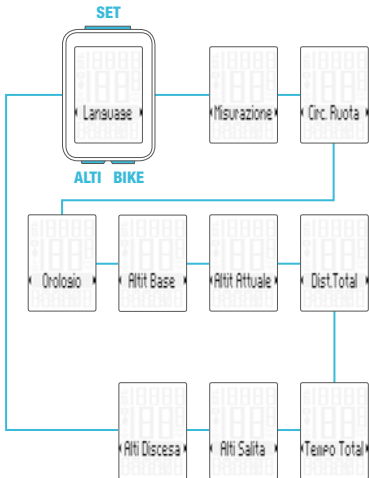 SET
Language
Misurazione
Circ. Ruota
ALTI BIKE
Orologio
Altit Base
Altit Attuale
Dist.Total
Alti Discesa
Alti Salita
Tempo Total